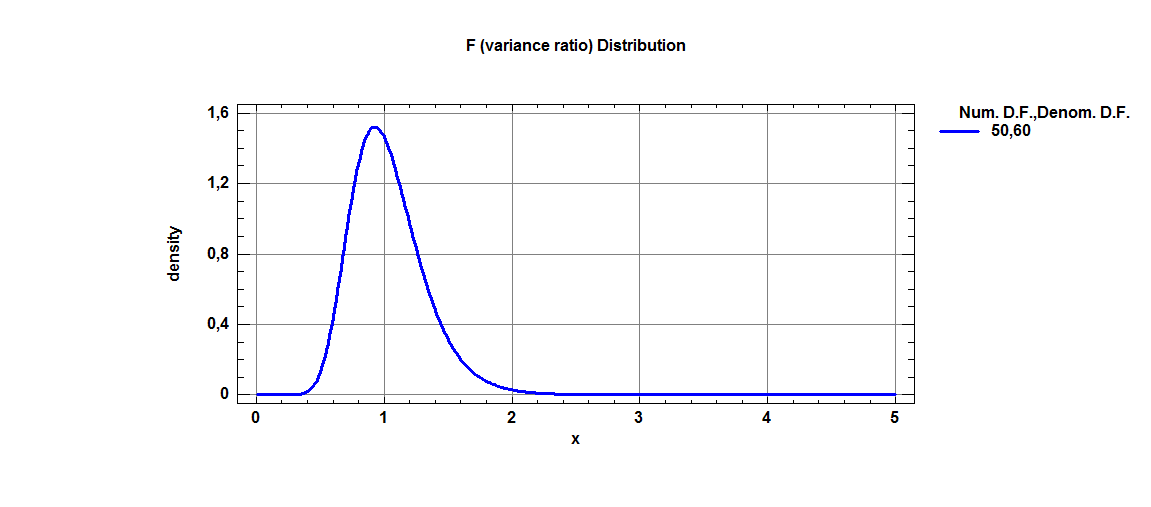 F (variance ratio) Distribution
Num. D.F.,Denom. D.F.
50,60
density
1,6
1,2
0,8
0,4
0
0 1 2 3 4 5
x